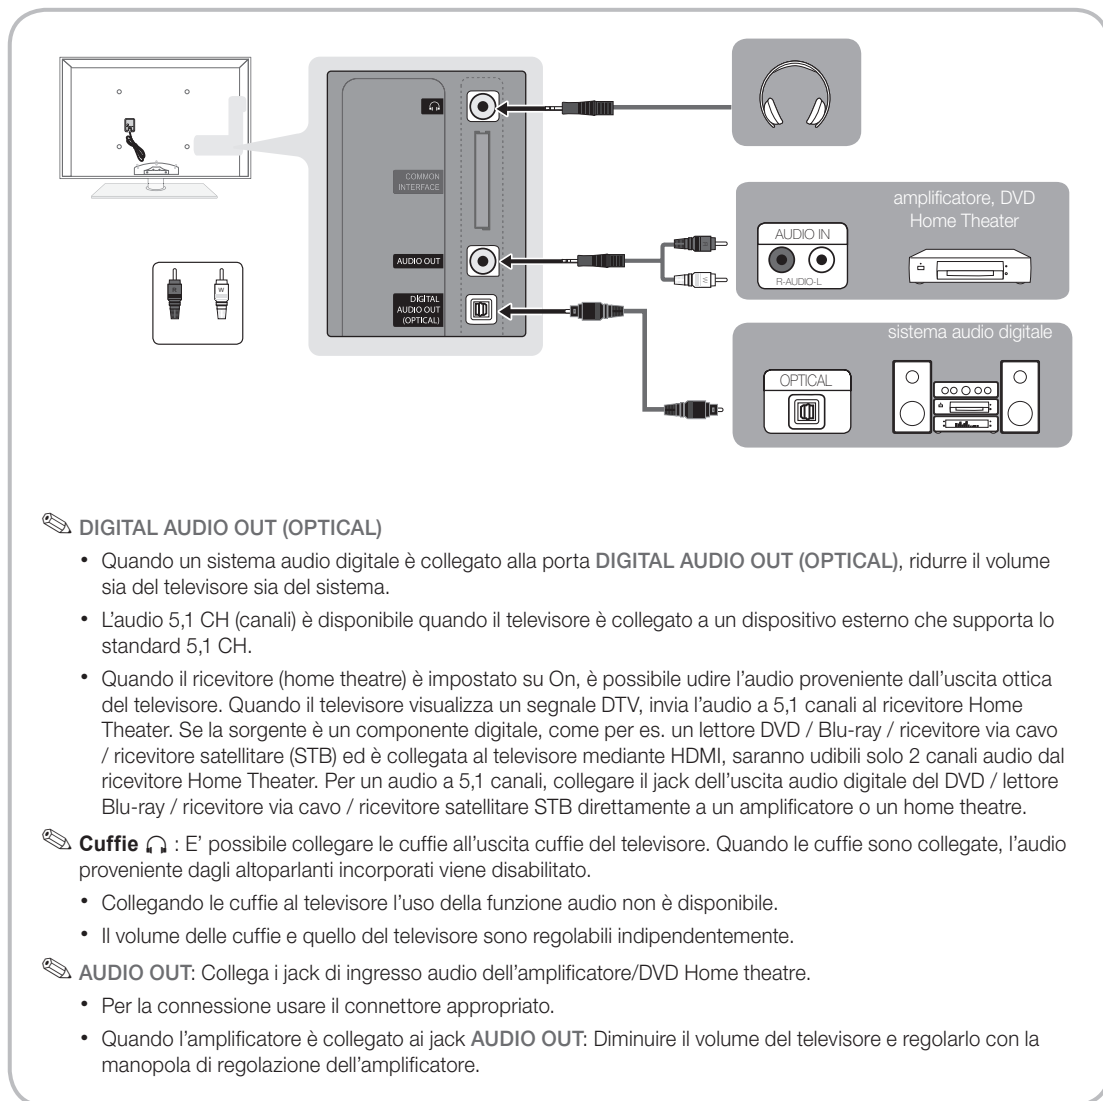 COMMON
INTERFACE
AUDIO OUT
DIGITAL
AUDIO OUT
(OPTICAL)
R
W
R
W
amplificatore, DVD
Home Theater
AUDIO IN
R-AUDIO-L
sistema audio digitale
OPTICAL
DIGITAL AUDIO OUT (OPTICAL)
• Quando un sistema audio digitale è collegato alla porta DIGITAL AUDIO OUT (OPTICAL), ridurre il volume
sia del televisore sia del sistema.
• L'audio 5,1 CH (canali) è disponibile quando il televisore è collegato a un dispositivo esterno che supporta lo
standard 5,1 CH.
• Quando il ricevitore (home theatre) è impostato su On, è possibile udire l'audio proveniente dall'uscita ottica
del televisore. Quando il televisore visualizza un segnale DTV, invia l'audio a 5,1 canali al ricevitore Home
Theater. Se la sorgente è un componente digitale, come per es. un lettore DVD / Blu-ray / ricevitore via cavo
/ ricevitore satellitare (STB) ed è collegata al televisore mediante HDMI, saranno udibili solo 2 canali audio dal
ricevitore Home Theater. Per un audio a 5,1 canali, collegare il jack dell'uscita audio digitale del DVD / lettore
Blu-ray / ricevitore via cavo / ricevitore satellitare STB direttamente a un amplificatore o un home theatre.
Cuffie : E' possibile collegare le cuffie all'uscita cuffie del televisore. Quando le cuffie sono collegate, l'audio
proveniente dagli altoparlanti incorporati viene disabilitato.
• Collegando le cuffie al televisore l'uso della funzione audio non è disponibile.
• Il volume delle cuffie e quello del televisore sono regolabili indipendentemente.
AUDIO OUT: Collega i jack di ingresso audio dell'amplificatore/DVD Home theatre.
• Per la connessione usare il connettore appropriato.
• Quando l'amplificatore è collegato ai jack AUDIO OUT: Diminuire il volume del televisore e regolarlo con la
manopola di regolazione dell'amplificatore.